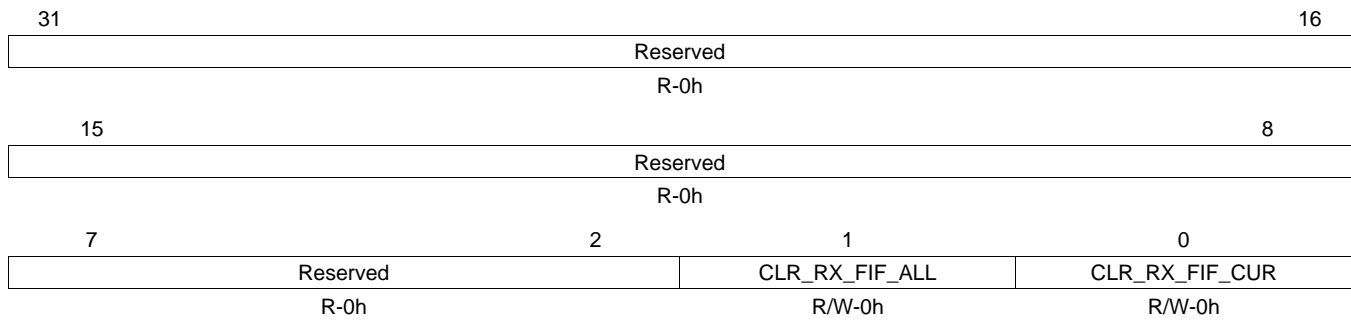 31 16
Reserved
R-0h
15 8
Reserved
R-0h
7 2 1 0
Reserved CLR_RX_FIF_ALL CLR_RX_FIF_CUR
R-0h R/W-0h R/W-0h